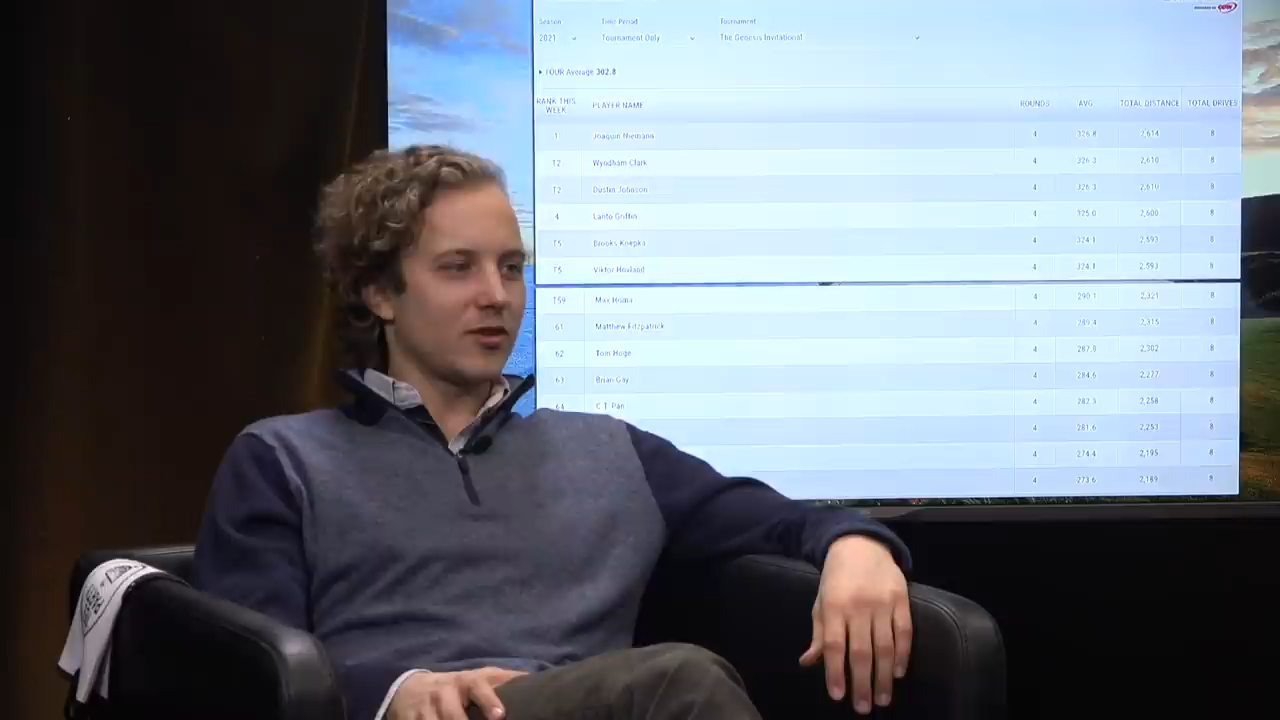 Season Time Period Tournament
2021 Tournament Only The Genesis Invitational
TOUR Average 302.8
RANK THIS WEEK PLAYER NAME ROUNDS AVG. TOTAL DISTANCE TOTAL DRIVES
1 Joaquin Niemann 4 326.8 2,614 8
T2 Wyndham Clark 4 326.3 2,610 8
T2 Dustin Johnson 4 326.3 2,610 8
4 Lanto Griffin 4 325.0 2,600 8
T5 Brooks Koepka 4 324.1 2,593 8
T5 Viktor Hovland 4 324.1 2,593 8
T59 Max Homa 4 290.1 2,321 8
61 Matthew Fitzpatrick 4 289.4 2,315 8
62 Tom Hoge 4 287.8 2,302 8
63 Brian Gay 4 284.6 2,277 8
64 C.T. Pan 4 282.3 2,258 8
4 281.6 2,253 8
4 274.4 2,195 8
4 273.6 2,189 8